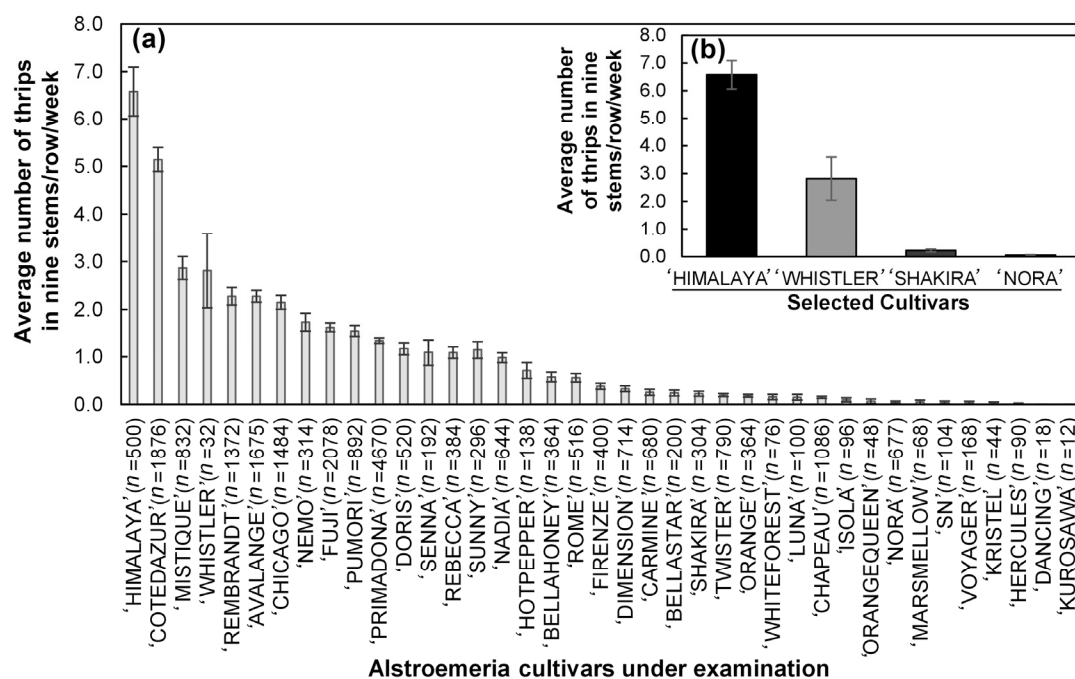 8.0
7.0
6.0
5.0
4.0
3.0
2.0
1.0
0.0
(a)
Average number of thrips
in nine stems/row/week
(b)
8.0
7.0
6.0
5.0
4.0
3.0
2.0
1.0
0.0
Average number
of thrips in nine
stems/row/week
‘HIMALAYA’ ‘WHISTLER’ ‘SHAKIRA’ ‘NORA’
Selected Cultivars
‘HIMALAYA’ (n =500)
‘COTEDAZUR’(n =1876)
‘MISTIQUE’(n =832)
‘WHISTLER’(n =32)
‘REMBRANDT’(n =1372)
‘AVALANGE’(n =1675)
‘CHICAGO’(n =1484)
‘NEMO’(n =314)
‘FUJI’(n =2078)
‘PUMORI’(n =892)
‘PRIMADONA’(n =4670)
‘DORIS’(n =520)
‘SENNA’(n =192)
‘REBECCA’(n =384)
‘SUNNY’(n =296)
‘NADIA’(n =644)
‘HOTPEPPER’(n =138)
‘BELLAHONEY’(n =364)
‘ROME’(n =516)
‘FIRENZE’(n =400)
‘DIMENSION’(n =714)
‘CARMINE’(n =680)
‘BELLASTAR’(n =200)
‘SHAKIRA’(n =304)
‘TWISTER’(n =790)
‘ORANGE’(n =364)
‘WHITEFOREST’(n =76)
‘LUNA’(n =100)
‘CHAPEAU’(n =1086)
‘ISOLA’(n =96)
‘ORANGEQUEEN’(n =48)
‘NORA’(n =677)
‘MARSMELLOW’(n =68)
‘SN’(n =104)
‘VOYAGER’(n =168)
‘KRISTEL’(n =44)
‘HERCULES’(n =90)
‘DANCING’(n =18)
‘KUROSAWA’(n =12)
Alstroemeria cultivars under examination